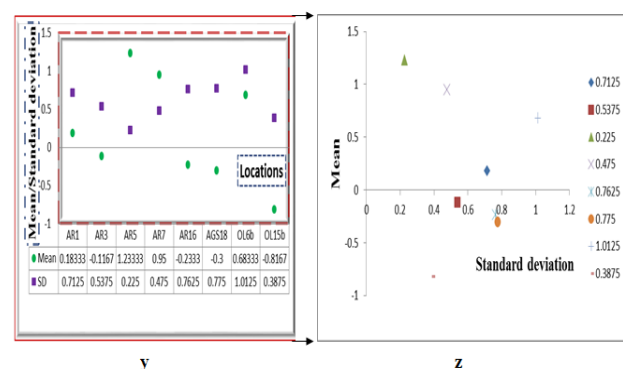 Mean/Standard deviation
1.5
1
0.5
0
-0.5
-1
Locations
AR1 AR3 AR5 AR7 AR16 AGS18 OL6b OL15b
Mean 0.18333 -0.1167 1.23333 0.95 -0.2333 -0.3 0.68333 -0.8167
SD 0.7125 0.5375 0.225 0.475 0.7625 0.775 1.0125 0.3875
y
Mean
1.5
1
0.5
0
-0.5
-1
0 0.2 0.4 0.6 0.8 1 1.2
Standard deviation
0.7125
0.5375
0.225
0.475
0.7625
0.775
1.0125
0.3875
z